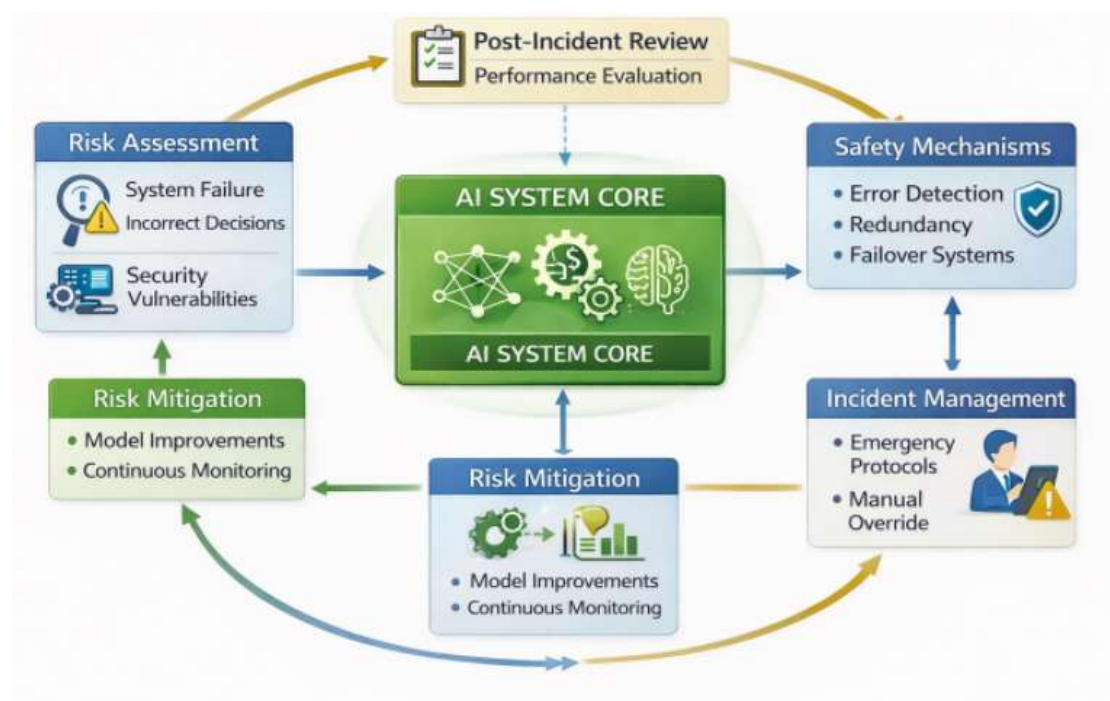 Post-Incident Review
Performance Evaluation
Risk Assessment
System Failure
Incorrect Decisions
Security
Vulnerabilities
AI SYSTEM CORE
$
AI SYSTEM CORE
Safety Mechanisms
• Error Detection
• Redundancy
• Failover Systems
Risk Mitigation
• Model Improvements
• Continuous Monitoring
Risk Mitigation
• Model Improvements
• Continuous Monitoring
Incident Management
• Emergency
Protocols
• Manual
Override